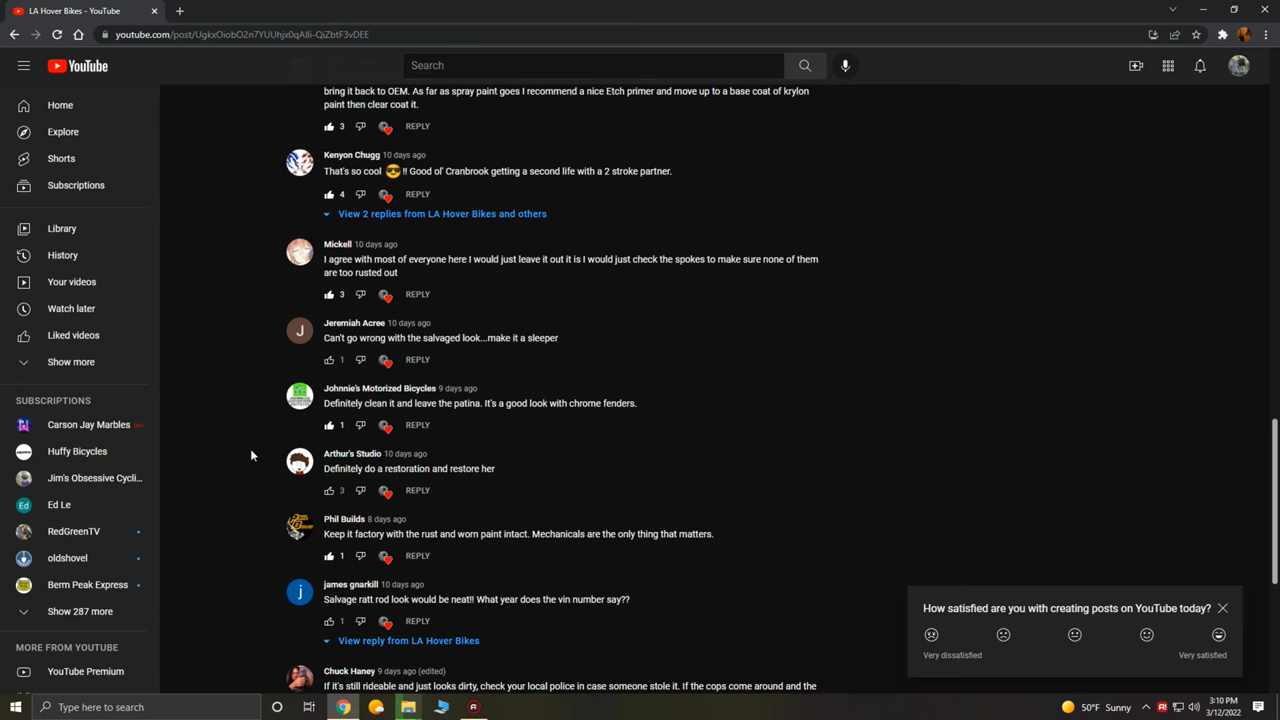 LA Hover Bikes - YouTube
youtube.com/post/UgkxOiobO2n7YUUhjx0qAlli-QiZbtF3vDEE
YouTube
Search
Home
Explore
Shorts
Subscriptions
Library
History
Your videos
Watch later
Liked videos
Show more
SUBSCRIPTIONS
Carson Jay Marbles
Huffy Bicycles
Jim's Obsessive Cycli...
Ed Le
RedGreenTV
oldshovel
Berm Peak Express
Show 287 more
MORE FROM YOUTUBE
YouTube Premium
bring it back to OEM. As far as spray paint goes I recommend a nice Etch primer and move up to a base coat of krylon
paint then clear coat it.
3 REPLY
Kenyon Chugg 10 days ago
That's so cool 😎!! Good ol' Cranbrook getting a second life with a 2 stroke partner.
4 REPLY
View 2 replies from LA Hover Bikes and others
Mickell 10 days ago
I agree with most of everyone here I would just leave it out it is I would just check the spokes to make sure none of them
are too rusted out
3 REPLY
J
Jeremiah Acree 10 days ago
Can't go wrong with the salvaged look...make it a sleeper
1 REPLY
Johnnie's Motorized Bicycles 9 days ago
Definitely clean it and leave the patina. It's a good look with chrome fenders.
1 REPLY
Arthur's Studio 10 days ago
Definitely do a restoration and restore her
3 REPLY
Phil Builds 8 days ago
Keep it factory with the rust and worn paint intact. Mechanicals are the only thing that matters.
1 REPLY
j
james gnarkill 10 days ago
Salvage ratt rod look would be neat!! What year does the vin number say??
1 REPLY
View reply from LA Hover Bikes
Chuck Haney 9 days ago (edited)
If it's still rideable and just looks dirty, check your local police in case someone stole it. If the cops come around and the
How satisfied are you with creating posts on YouTube today?
Very dissatisfied
Very satisfied
Type here to search
50°F Sunny
3:10 PM
3/12/2022